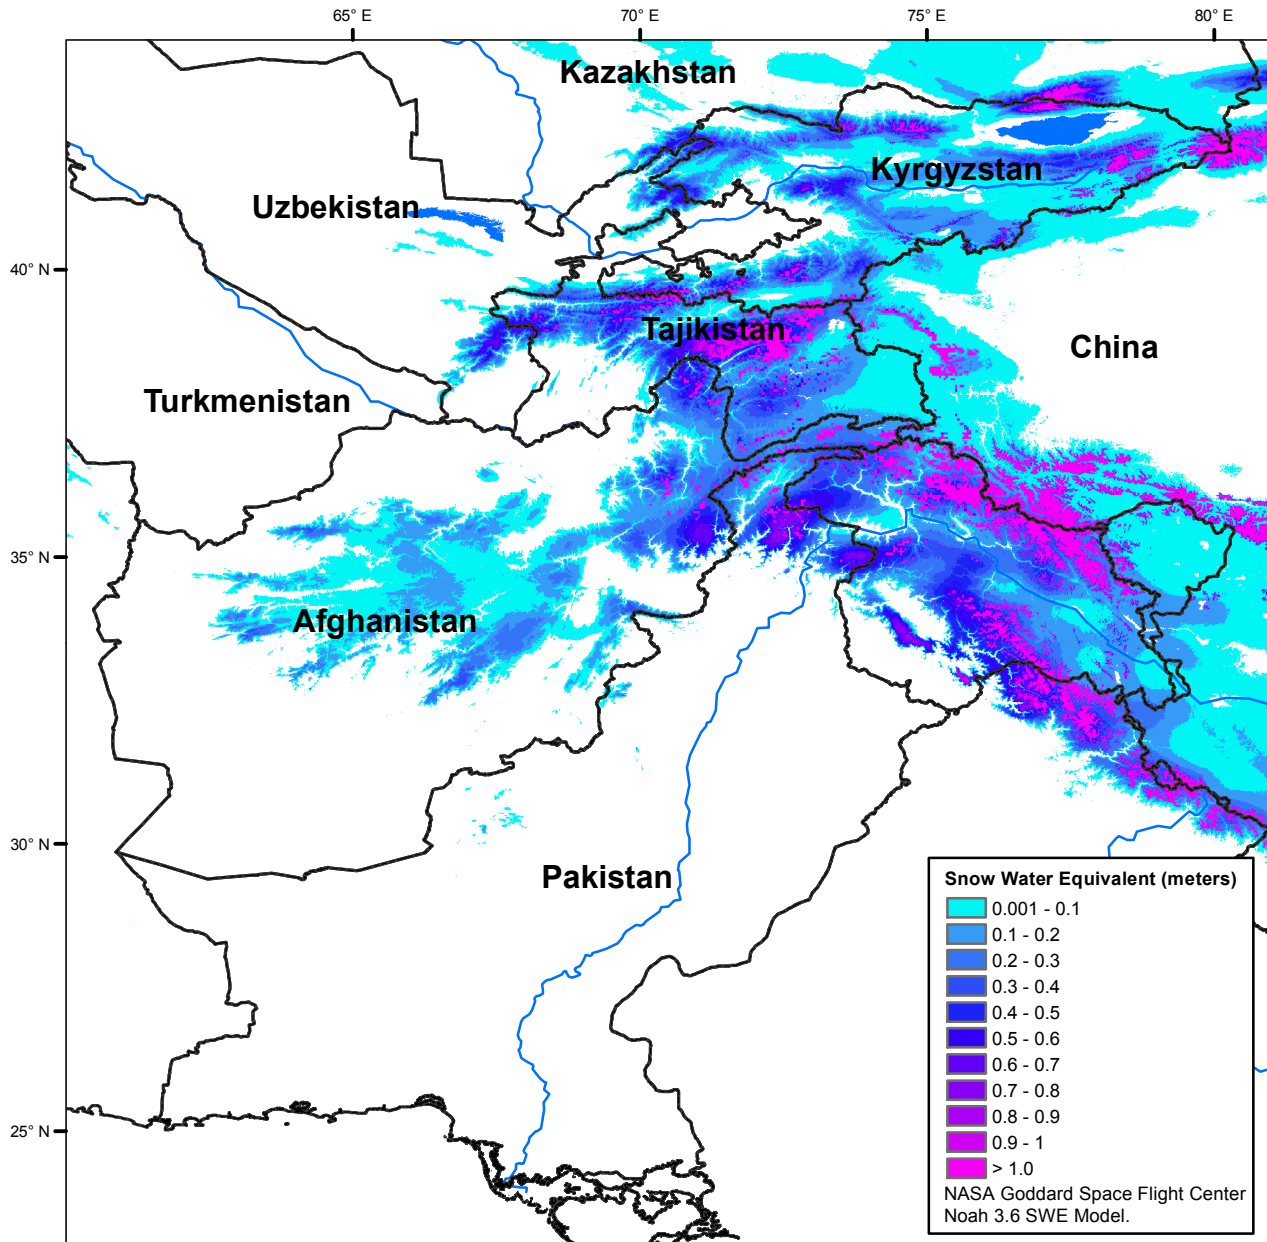 65° E
70° E
75° E
80° E
Kazakhstan
Kyrgyzstan
Uzbekistan
40° N
Tajikistan
China
Turkmenistan
35° N
Afghanistan
30° N
Pakistan
25° N
Snow Water Equivalent (meters)
0.001 - 0.1
0.1 - 0.2
0.2 - 0.3
0.3 - 0.4
0.4 - 0.5
0.5 - 0.6
0.6 - 0.7
0.7 - 0.8
0.8 - 0.9
0.9 - 1
> 1.0
NASA Goddard Space Flight Center
Noah 3.6 SWE Model.